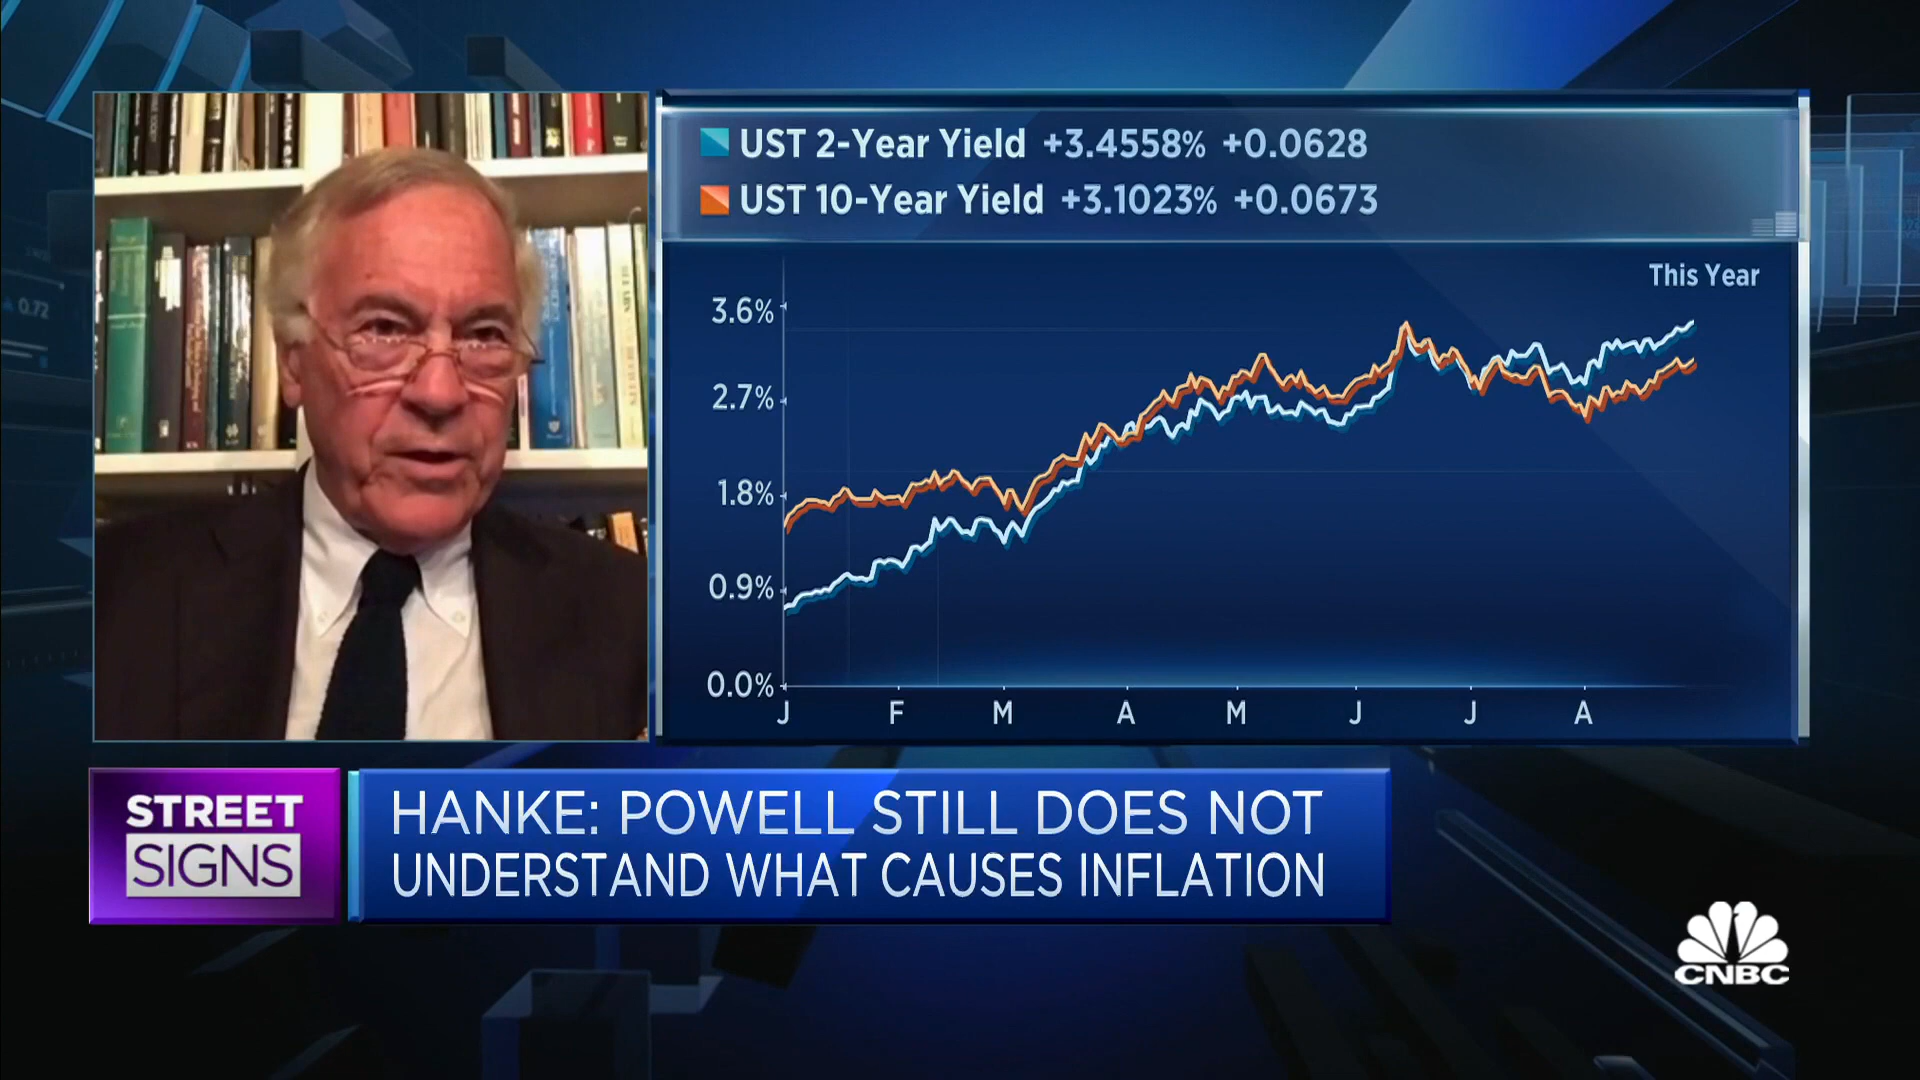 UST 2-Year Yield +3.4558% +0.0628
UST 10-Year Yield +3.1023% +0.0673
This Year
3.6%
2.7%
1.8%
0.9%
0.0%
J F M A M J J A
0.72
STREET
SIGNS
HANKE: POWELL STILL DOES NOT
UNDERSTAND WHAT CAUSES INFLATION
CNBC